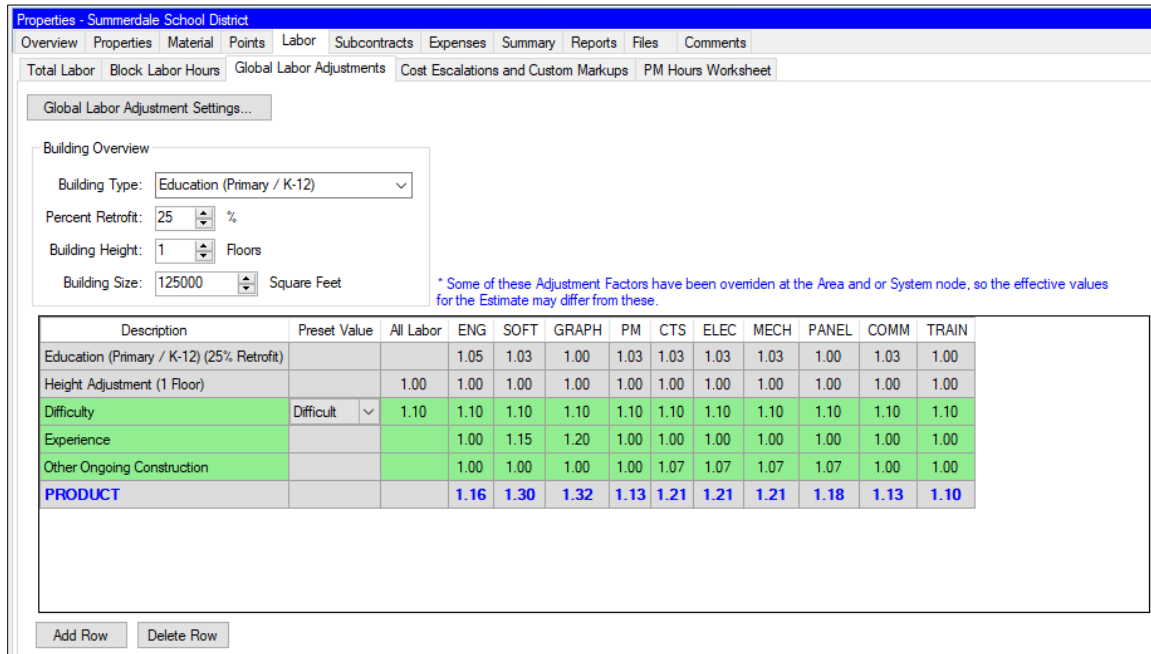 Properties - Summerdale School District
Overview Properties Material Points Labor Subcontracts Expenses Summary Reports Files Comments
Total Labor Block Labor Hours Global Labor Adjustments Cost Escalations and Custom Markups PM Hours Worksheet
Global Labor Adjustment Settings...
Building Overview
Building Type: Education (Primary / K-12)
Percent Retrofit: 25 %
Building Height: 1 Floors
Building Size: 125000 Square Feet
* Some of these Adjustment Factors have been overriden at the Area and or System node, so the effective values
for the Estimate may differ from these.
Description Preset Value All Labor ENG SOFT GRAPH PM CTS ELEC MECH PANEL COMM TRAIN
Education (Primary / K-12) (25% Retrofit) 1.05 1.03 1.00 1.03 1.03 1.03 1.03 1.00 1.03 1.00
Height Adjustment (1 Floor) 1.00 1.00 1.00 1.00 1.00 1.00 1.00 1.00 1.00 1.00 1.00
Difficulty Difficult 1.10 1.10 1.10 1.10 1.10 1.10 1.10 1.10 1.10 1.10 1.10
Experience 1.00 1.15 1.20 1.00 1.00 1.00 1.00 1.00 1.00 1.00
Other Ongoing Construction 1.00 1.00 1.00 1.00 1.07 1.07 1.07 1.07 1.00 1.00
PRODUCT 1.16 1.30 1.32 1.13 1.21 1.21 1.21 1.18 1.13 1.10
Add Row Delete Row